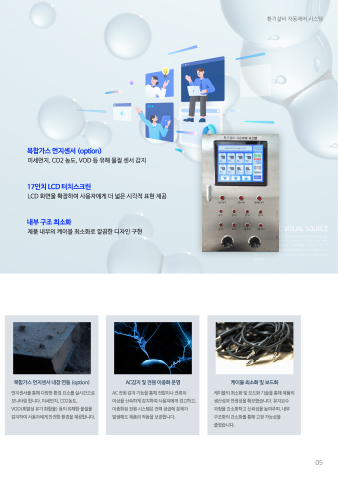 환기설비 자동제어 시스템
복합가스 먼지센서 (option)
미세먼지, CO2 농도, VOD 등 유해 물질 센서 감지
17인치 LCD 터치스크린
LCD 화면을 확장하여 사용자에게 더 넓은 시각적 표현 제공
내부 구조 최소화
제품 내부의 케이블 최소화로 깔끔한 디자인 구현
VISUAL SOURCE
복합가스 먼지센서 내장 연동 (option)
먼지센서를 통해 다양한 환경 요소를 실시간으로
모니터링 합니다. 미세먼지, CO2농도,
VOD(휘발성 유기 화합물) 등의 유해한 물질을
감지하여 사용자에게 안전한 환경을 제공합니다.
AC감지 및 전원 이중화 운영
AC 전원 감지 기능을 통해 전압이나 전류의
이상을 신속하게 감지하여 사용자에게 경고하고,
이중화된 전원 시스템은 전력 공급에 문제가
발생해도 제품의 작동을 보장합니다.
케이블 최소화 및 보드화
케이블의 최소화 및 보드화 기술을 통해 제품의
생산성과 안정성을 확보했습니다. 유지보수
과정을 간소화하고 신뢰성을 높이며, 내부
구조화의 간소화를 통해 고장 가능성을
줄였습니다.
05